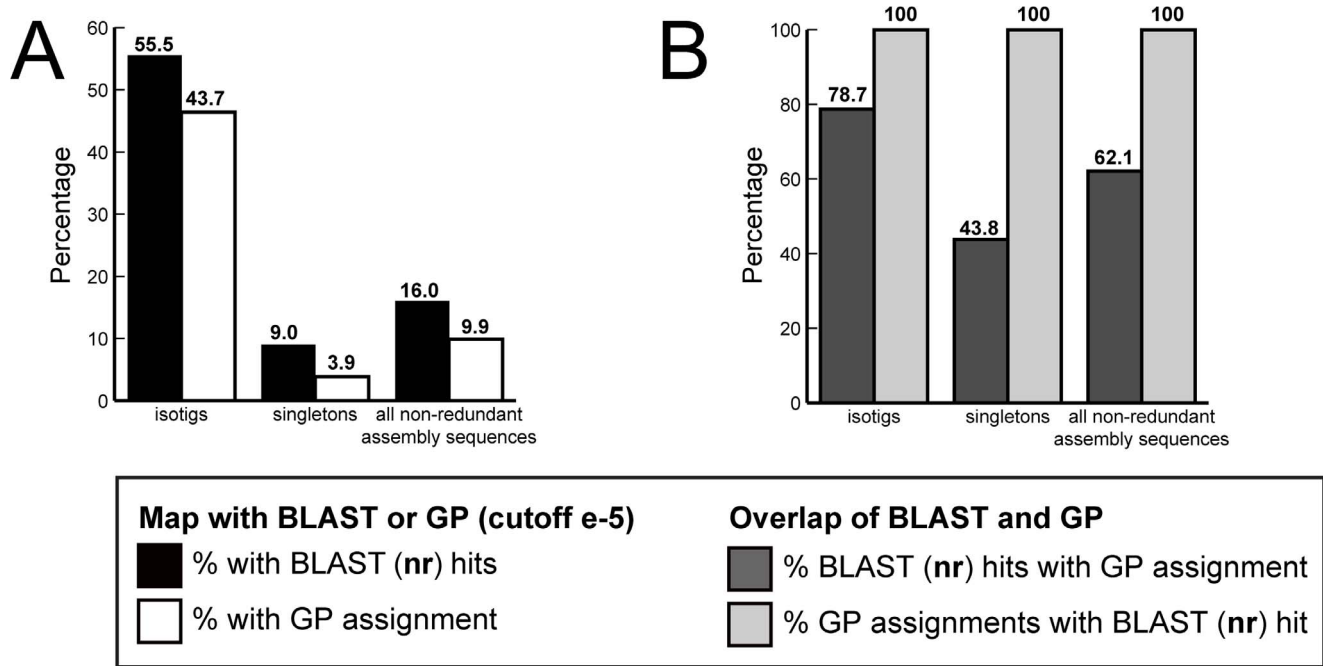 A
Percentage
60
50
40
30
20
10
0
55.5
43.7
9.0
3.9
16.0
9.9
isotigs
singletons
all non-redundant
assembly sequences
B
Percentage
100
80
60
40
20
0
78.7
100
43.8
100
62.1
100
isotigs
singletons
all non-redundant
assembly sequences
Map with BLAST or GP (cutoff e-5)
% with BLAST (nr) hits
% with GP assignment
Overlap of BLAST and GP
% BLAST (nr) hits with GP assignment
% GP assignments with BLAST (nr) hit